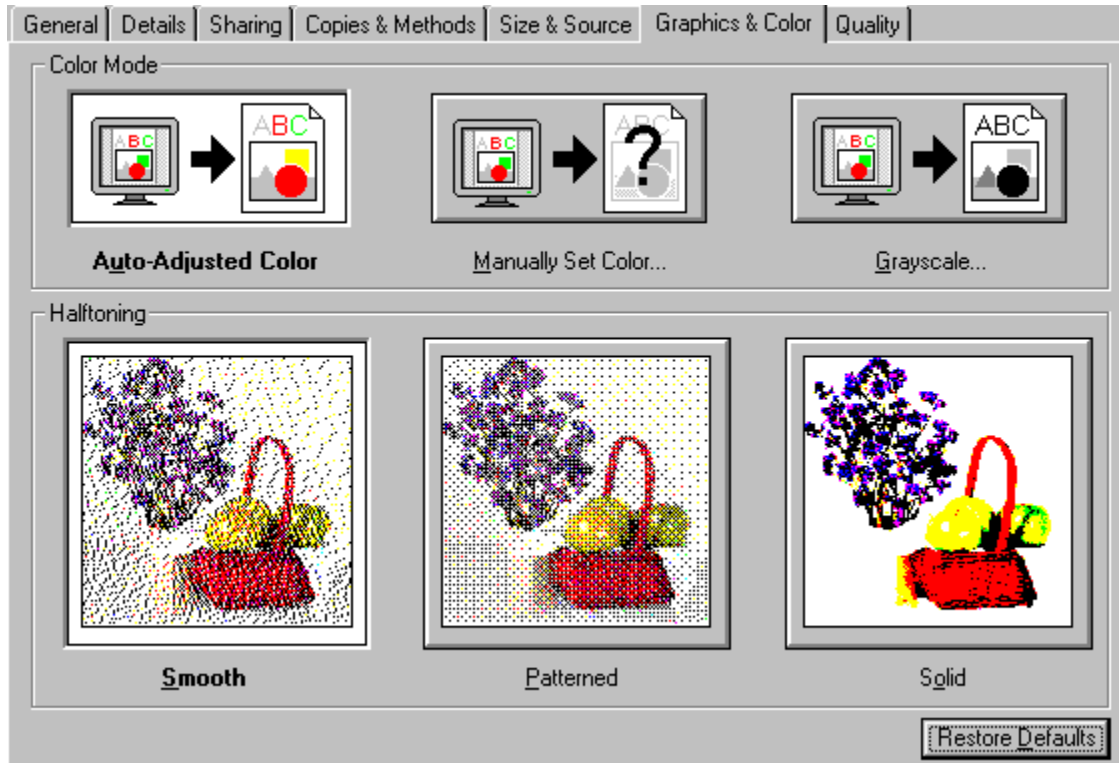 General Details Sharing Copies & Methods Size & Source Graphics & Color Quality
Color Mode
ABC ABC ABC ABC ? ABC ABC
Auto-Adjusted Color Manually Set Color... Grayscale...
Halftoning
Smooth Patterned Solid
Restore Defaults